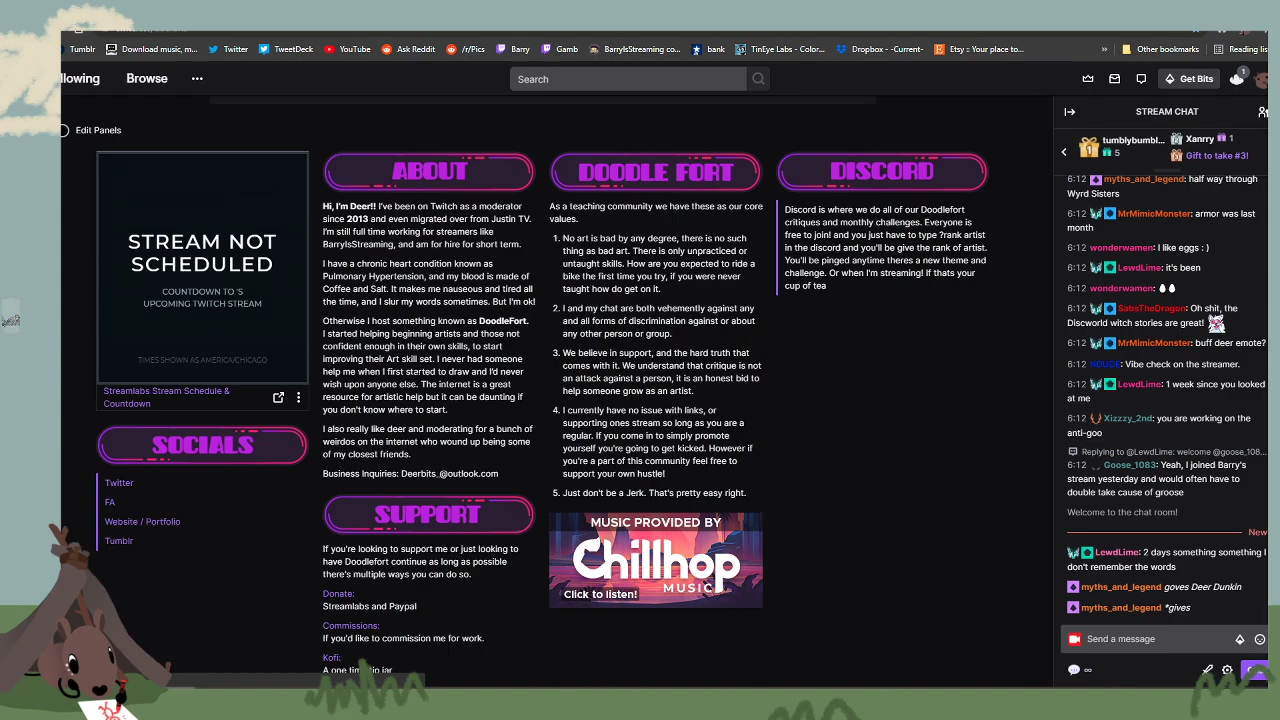 Tumblr
Download music, m...
Twitter
TweetDeck
YouTube
Ask Reddit
/r/Pics
Barry
Gamb
BarryIsStreaming co...
bank
TinEye Labs - Color...
Dropbox - -Current-
Etsy :: Your place to...
»
Other bookmarks
Reading list
llowing
Browse
Search
Get Bits
1
Edit Panels
STREAM NOT
SCHEDULED
COUNTDOWN TO 'S
UPCOMING TWITCH STREAM
TIMES SHOWN AS AMERICA/CHICAGO
Streamlabs Stream Schedule &
Countdown
SOCIALS
Twitter
FA
Website / Portfolio
Tumblr
ABOUT
Hi, I'm Deer!! I've been on Twitch as a moderator
since 2013 and even migrated over from Justin TV.
I'm still full time working for streamers like
BarryIsStreaming, and am for hire for short term.
I have a chronic heart condition known as
Pulmonary Hypertension, and my blood is made of
Coffee and Salt. It makes me nauseous and tired all
the time, and I slur my words sometimes. But I'm ok!
Otherwise I host something known as DoodleFort.
I started helping beginning artists and those not
confident enough in their own skills, to start
improving their Art skill set. I never had someone
help me when I first started to draw and I'd never
wish upon anyone else. The internet is a great
resource for artistic help but it can be daunting if
you don't know where to start.
I also really like deer and moderating for a bunch of
weirdos on the internet who wound up being some
of my closest friends.
Business Inquiries: Deerbits_@outlook.com
SUPPORT
If you're looking to support me or just looking to
have Doodlefort continue as long as possible
there's multiple ways you can do so.
Donate:
Streamlabs and Paypal
Commissions:
If you'd like to commission me for work.
Kofi:
A one time tip jar
DOODLE FORT
As a teaching community we have these as our core
values.
1. No art is bad by any degree, there is no such
thing as bad art. There is only unpracticed or
untaught skills. How are you expected to ride a
bike the first time you try, if you were never
taught how do get on it.
2. I and my chat are both vehemently against any
and all forms of discrimination against or about
any other person or group.
3. We believe in support, and the hard truth that
comes with it. We understand that critique is not
an attack against a person, it is an honest bid to
help someone grow as an artist.
4. I currently have no issue with links, or
supporting ones stream so long as you are a
regular. If you come in to simply promote
yourself you're going to get kicked. However if
you're a part of this community feel free to
support your own hustle!
5. Just don't be a Jerk. That's pretty easy right.
MUSIC PROVIDED BY
Chillhop
MUSIC
Click to listen!
DISCORD
Discord is where we do all of our Doodlefort
critiques and monthly challenges. Everyone is
free to join! and you just have to type ?rank artist
in the discord and you'll be give the rank of artist.
You'll be pinged anytime theres a new theme and
challenge. Or when I'm streaming! If thats your
cup of tea
STREAM CHAT
1
tumblybumbl...
5
Xanrry 1
Gift to take #3!
6:12 myths_and_legend: half way through
Wyrd Sisters
6:12 MrMimicMonster: armor was last
month
6:12 wonderwamen: I like eggs : )
6:12 LewdLime: it's been
6:12 wonderwamen:
6:12 SabsTheDragon: Oh shit, the
Discworld witch stories are great!
6:12 MrMimicMonster: buff deer emote?
6:12 NDUDE: Vibe check on the streamer.
6:12 LewdLime: 1 week since you looked
at me
6:12 Xizzzy_2nd: you are working on the
anti-goo
Replying to @LewdLime: welcome @goose_108...
6:12 Goose_1083: Yeah, I joined Barry's
stream yesterday and would often have to
double take cause of groose
Welcome to the chat room!
New
LewdLime: 2 days something something I
don't remember the words
myths_and_legend goves Deer Dunkin
myths_and_legend *gives
Send a message